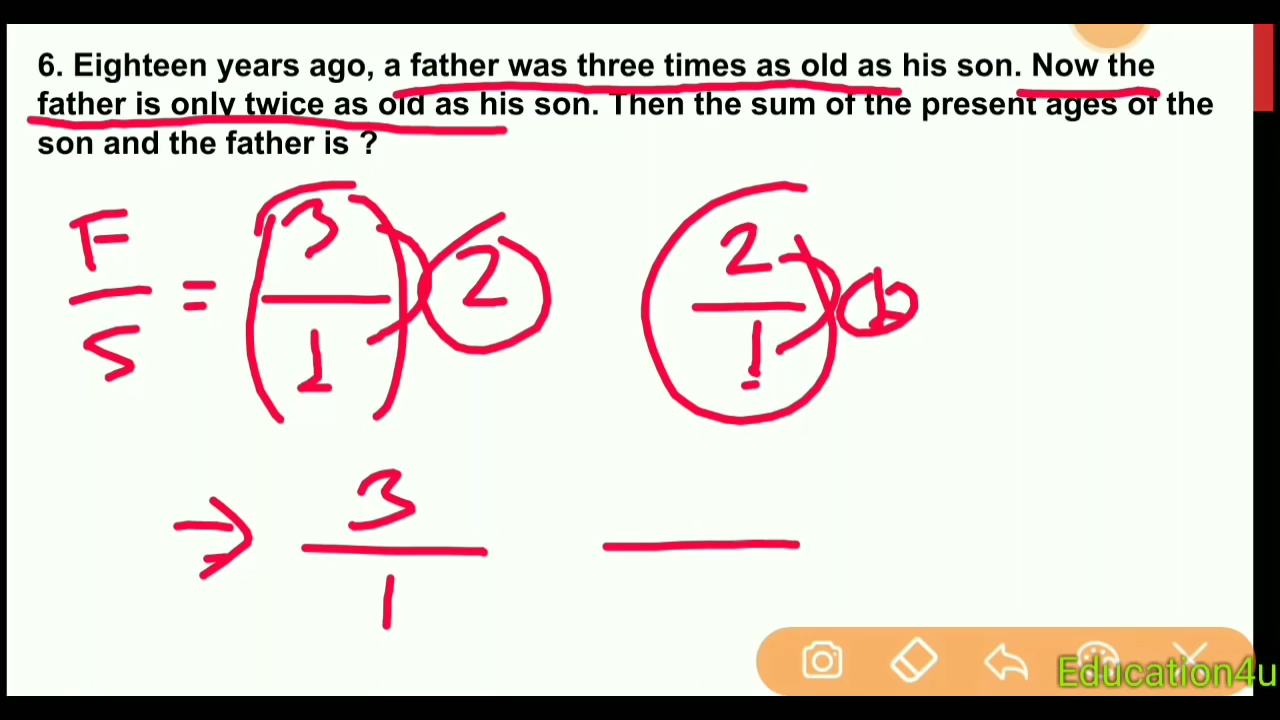 6. Eighteen years ago, a father was three times as old as his son. Now the
father is only twice as old as his son. Then the sum of the present ages of the
son and the father is ?
F 3 2
— = — 2 — 1
S 1 1
⇒ 3
—
1
Education4u